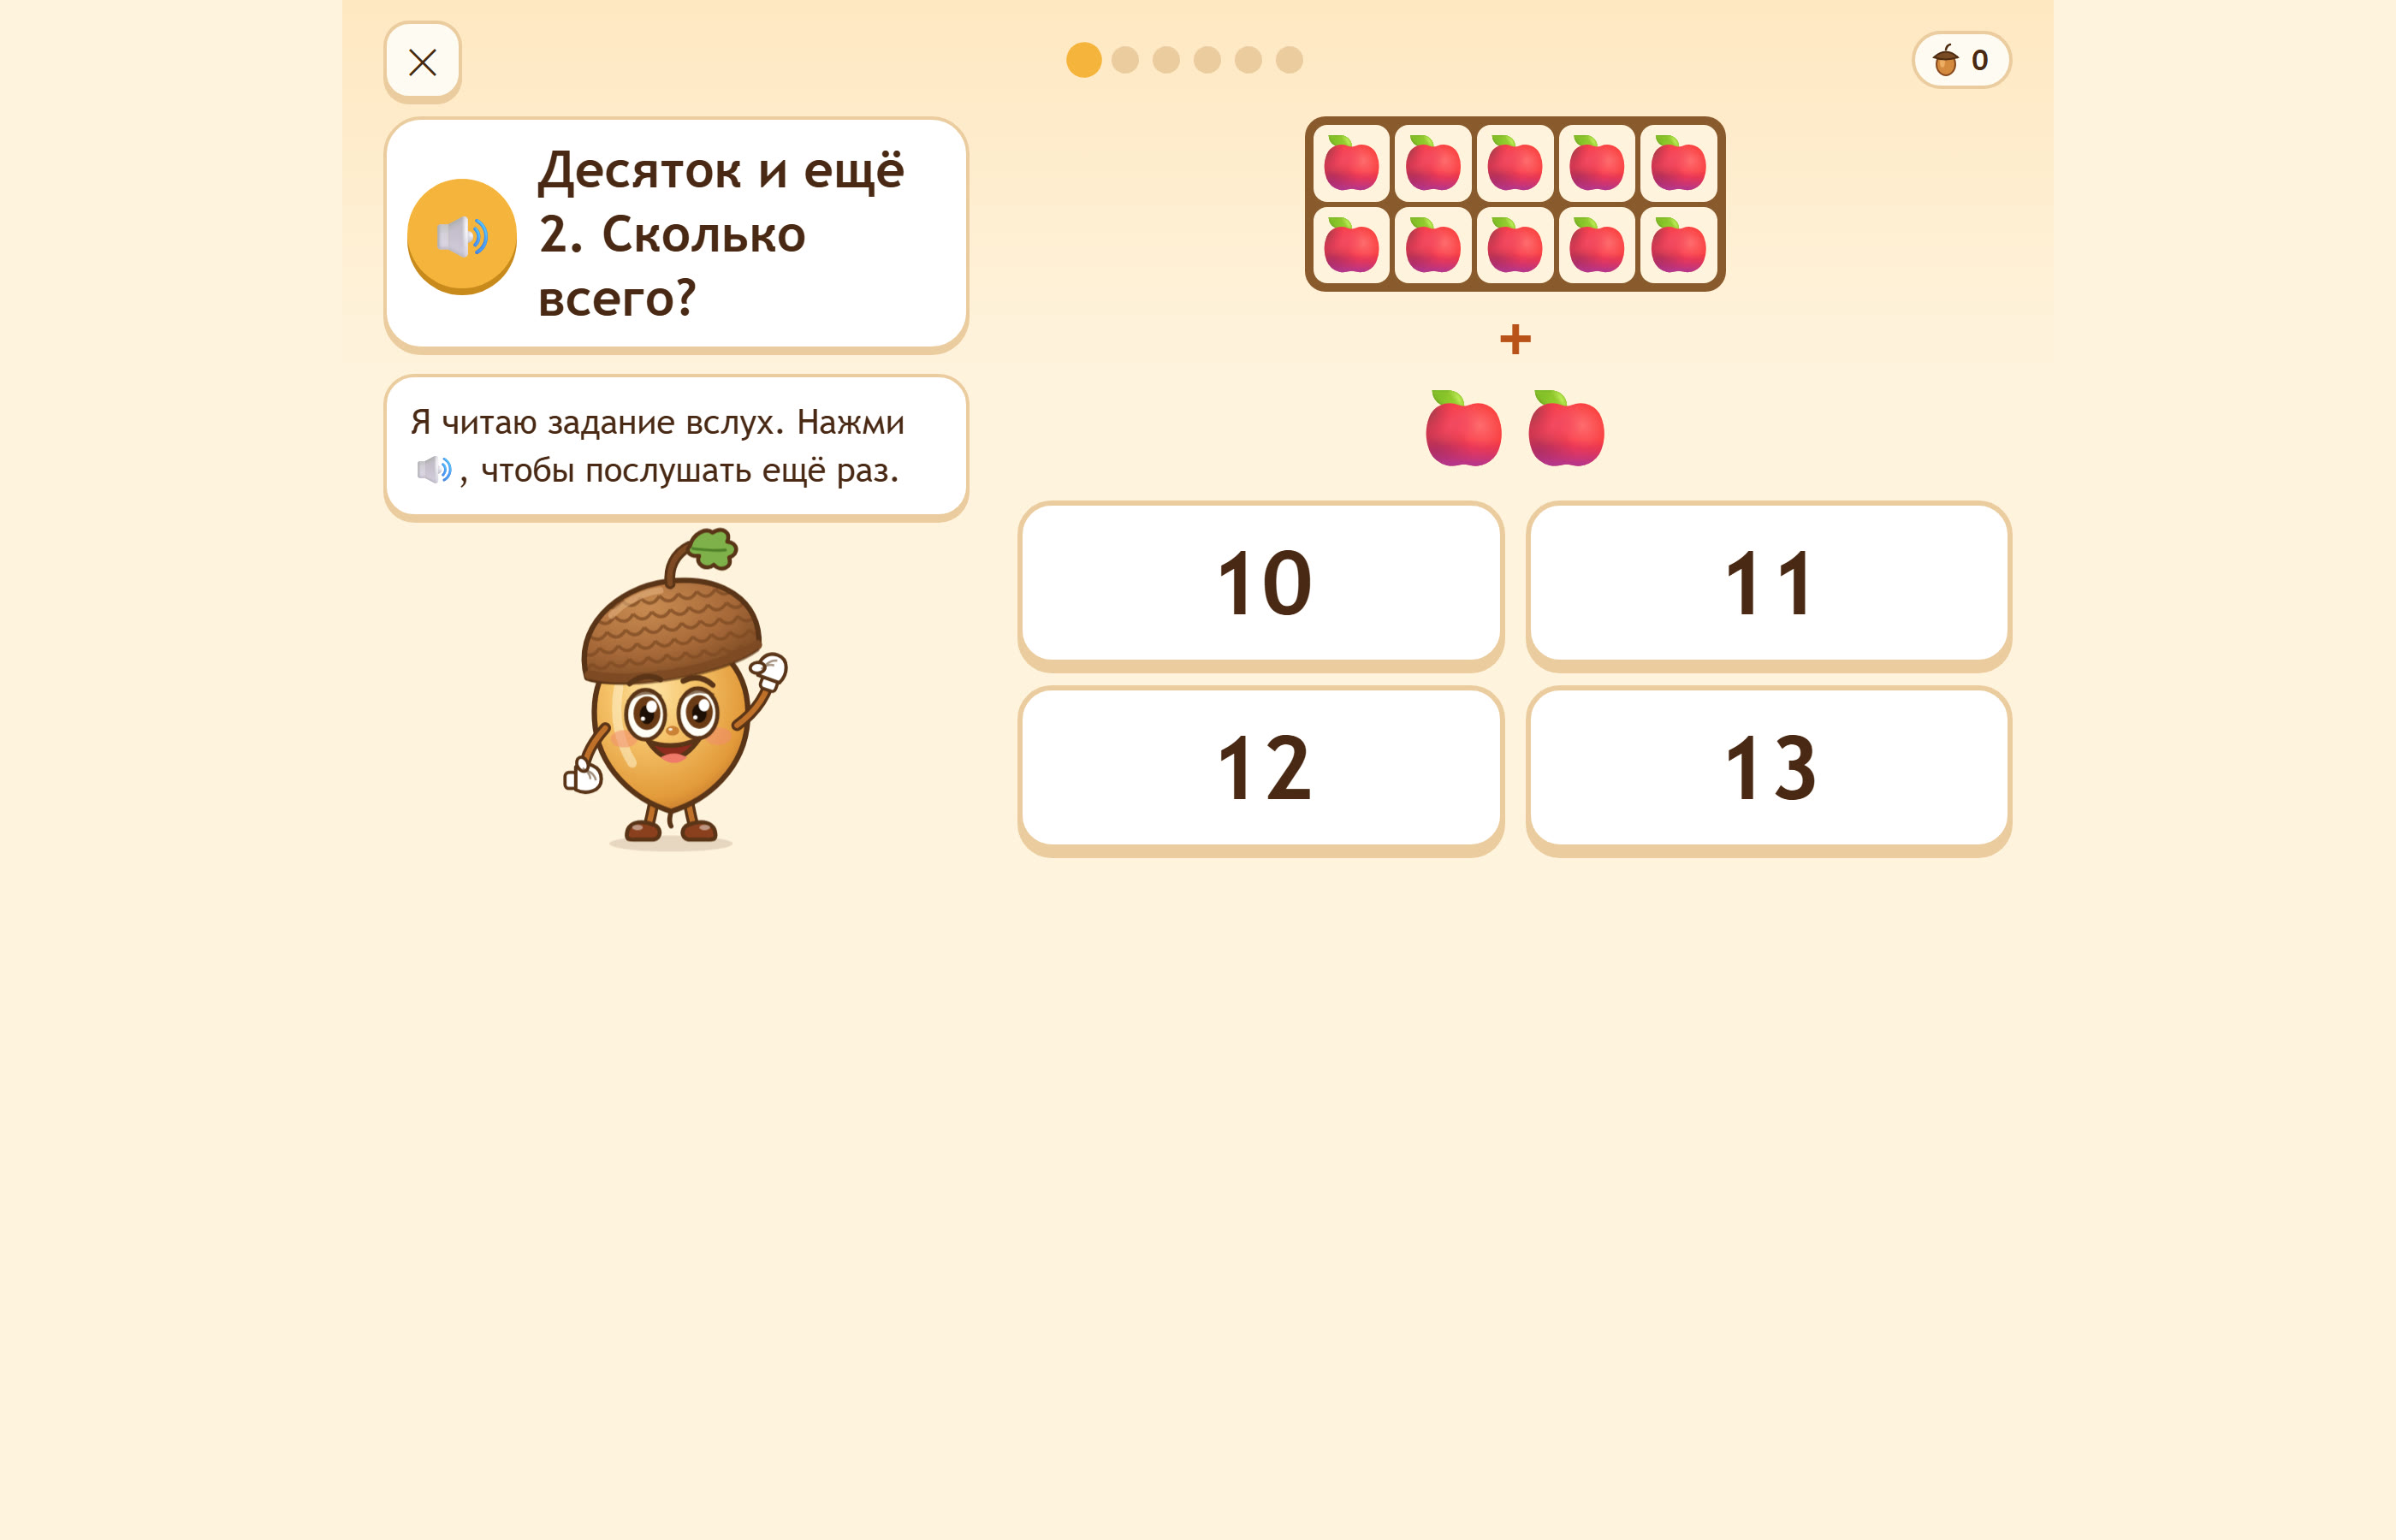 0
Десяток и ещё
2. Сколько
всего?
Я читаю задание вслух. Нажми
🔊, чтобы послушать ещё раз.
+
10
11
12
13